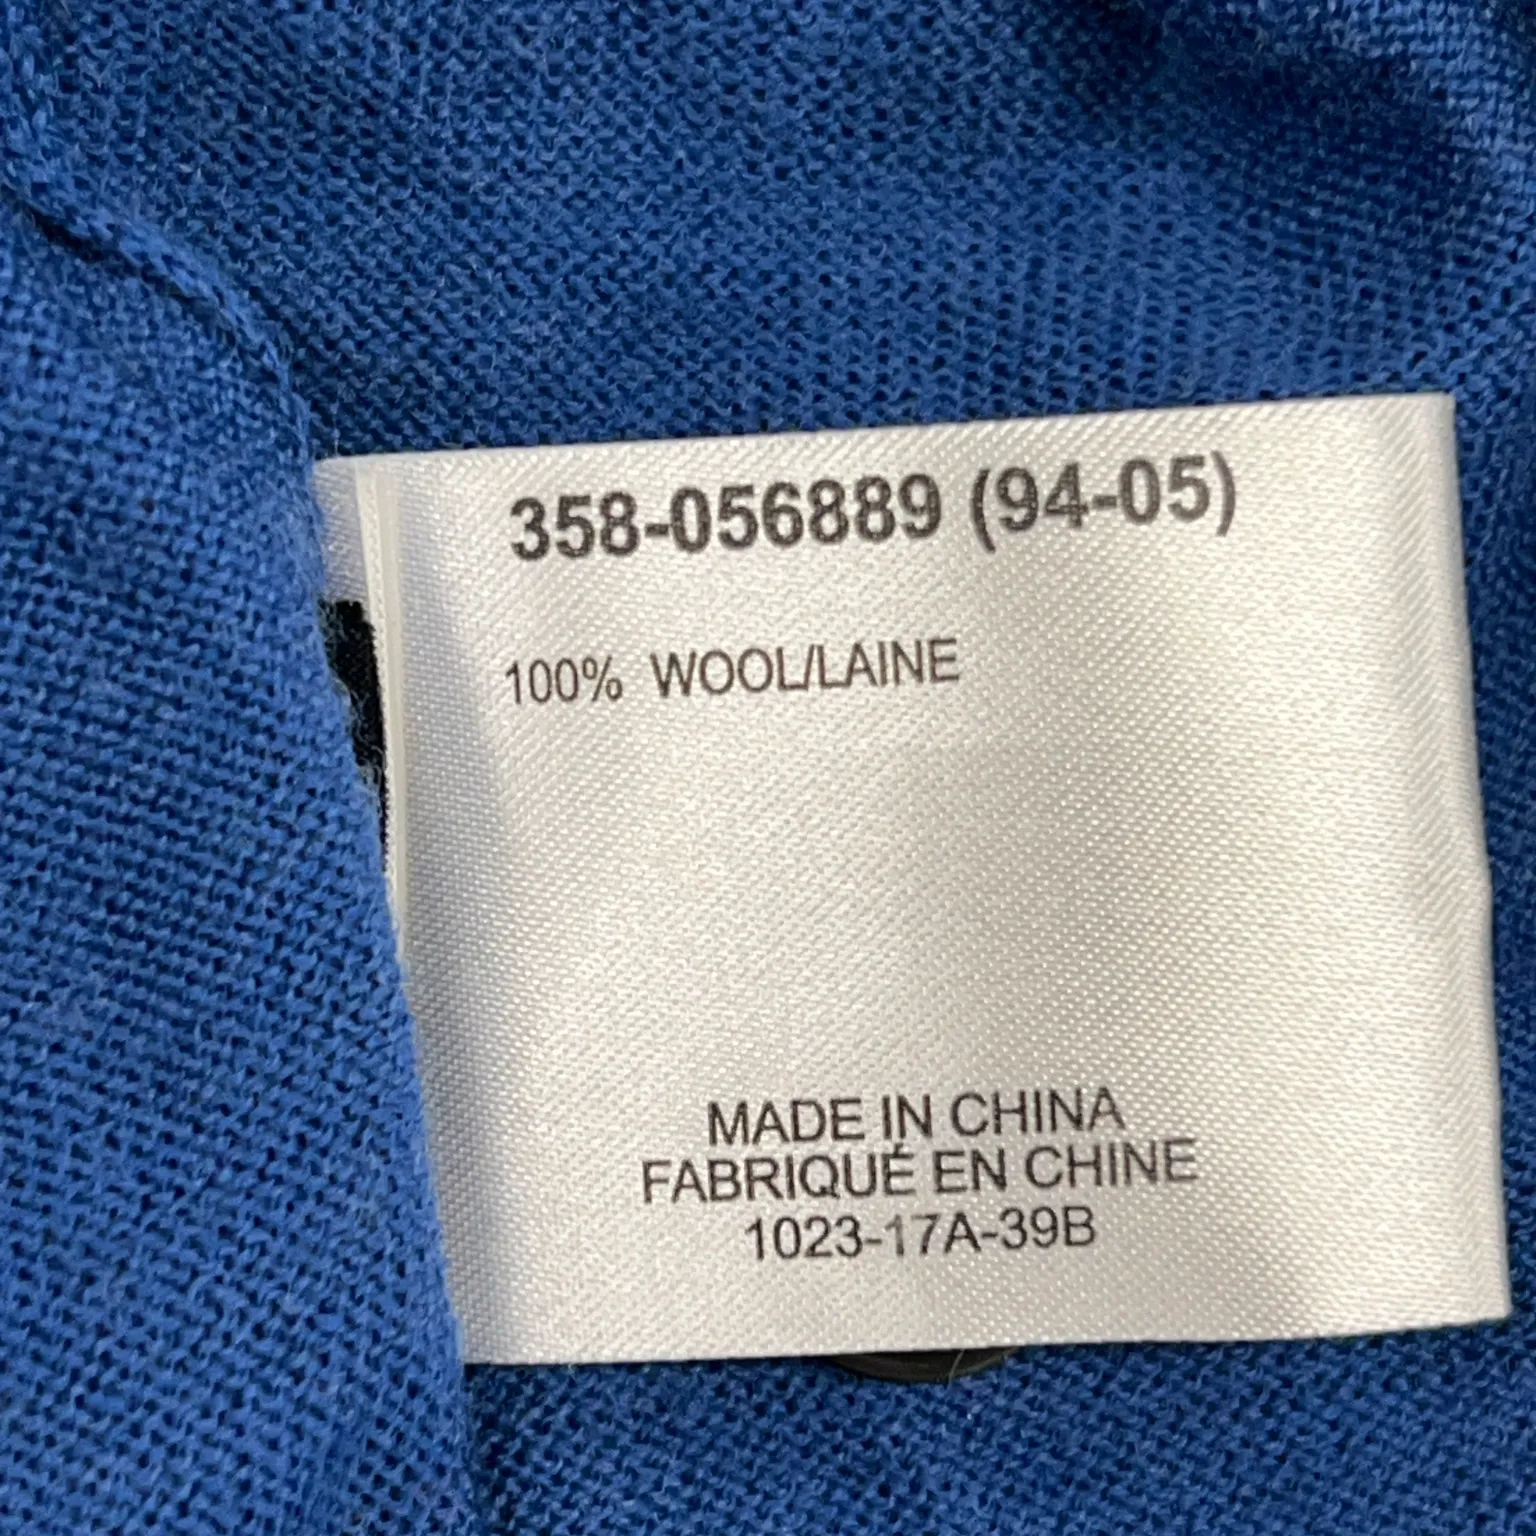 358-056889 (94-05)
100% WOOL/LAINE
MADE IN CHINA
FABRIQUÉ EN CHINE
1023-17A-39B